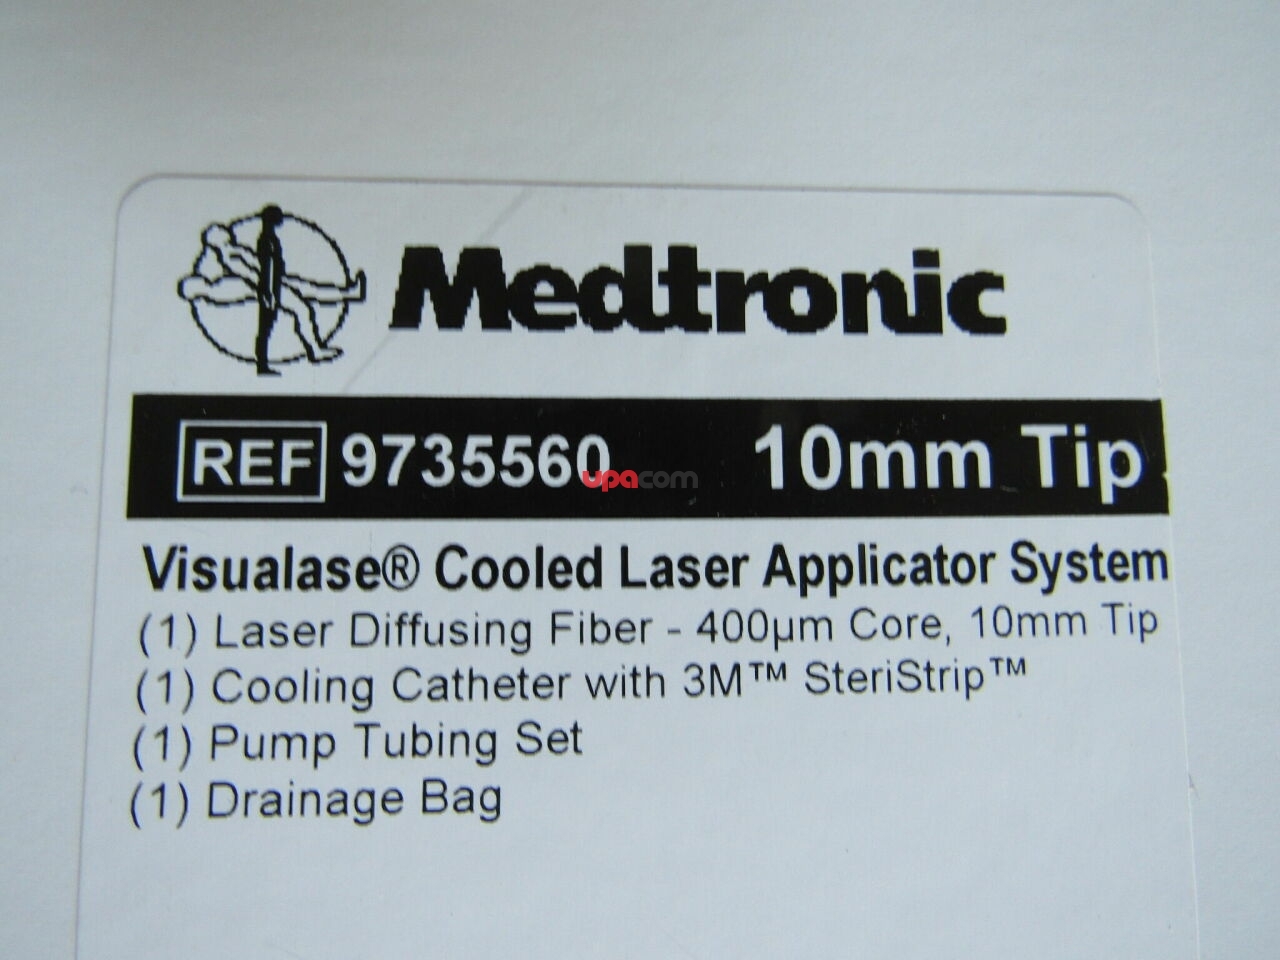 Medtronic
REF 9735560 10mm Tip
upacom
Visualase® Cooled Laser Applicator System
(1) Laser Diffusing Fiber - 400µm Core, 10mm Tip
(1) Cooling Catheter with 3M™ SteriStrip™
(1) Pump Tubing Set
(1) Drainage Bag